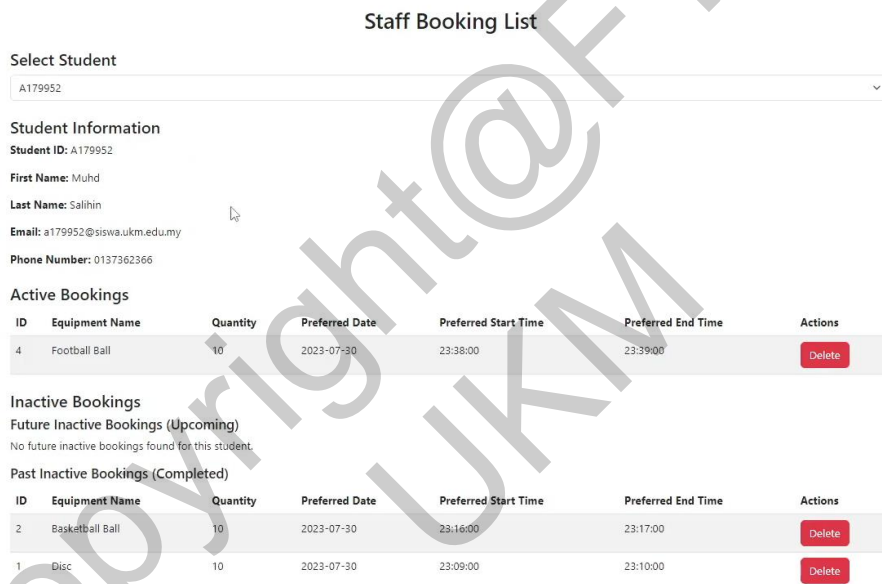 Staff Booking List
Select Student
A179952
Student Information
Student ID: A179952
First Name: Muhd
Last Name: Salihin
Email: a179952@siswa.ukm.edu.my
Phone Number: 0137362366
Active Bookings
ID Equipment Name Quantity Preferred Date Preferred Start Time Preferred End Time Actions
4 Football Ball 10 2023-07-30 23:38:00 23:39:00 Delete
Inactive Bookings
Future Inactive Bookings (Upcoming)
No future inactive bookings found for this student.
Past Inactive Bookings (Completed)
ID Equipment Name Quantity Preferred Date Preferred Start Time Preferred End Time Actions
2 Basketball Ball 10 2023-07-30 23:16:00 23:17:00 Delete
1 Disc 10 2023-07-30 23:09:00 23:10:00 Delete
opyright@F
UKM